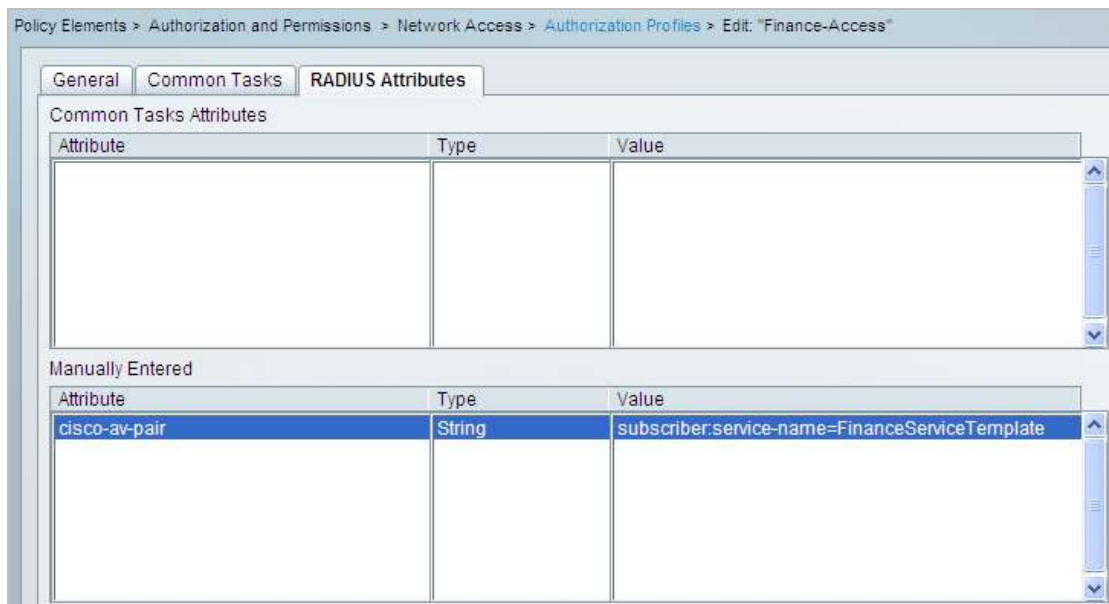 Policy Elements > Authorization and Permissions > Network Access > Authorization Profiles > Edit: "Finance-Access"
General Common Tasks RADIUS Attributes
Common Tasks Attributes
Attribute Type Value
Manually Entered
Attribute Type Value
cisco-av-pair String subscriber:service-name=FinanceServiceTemplate